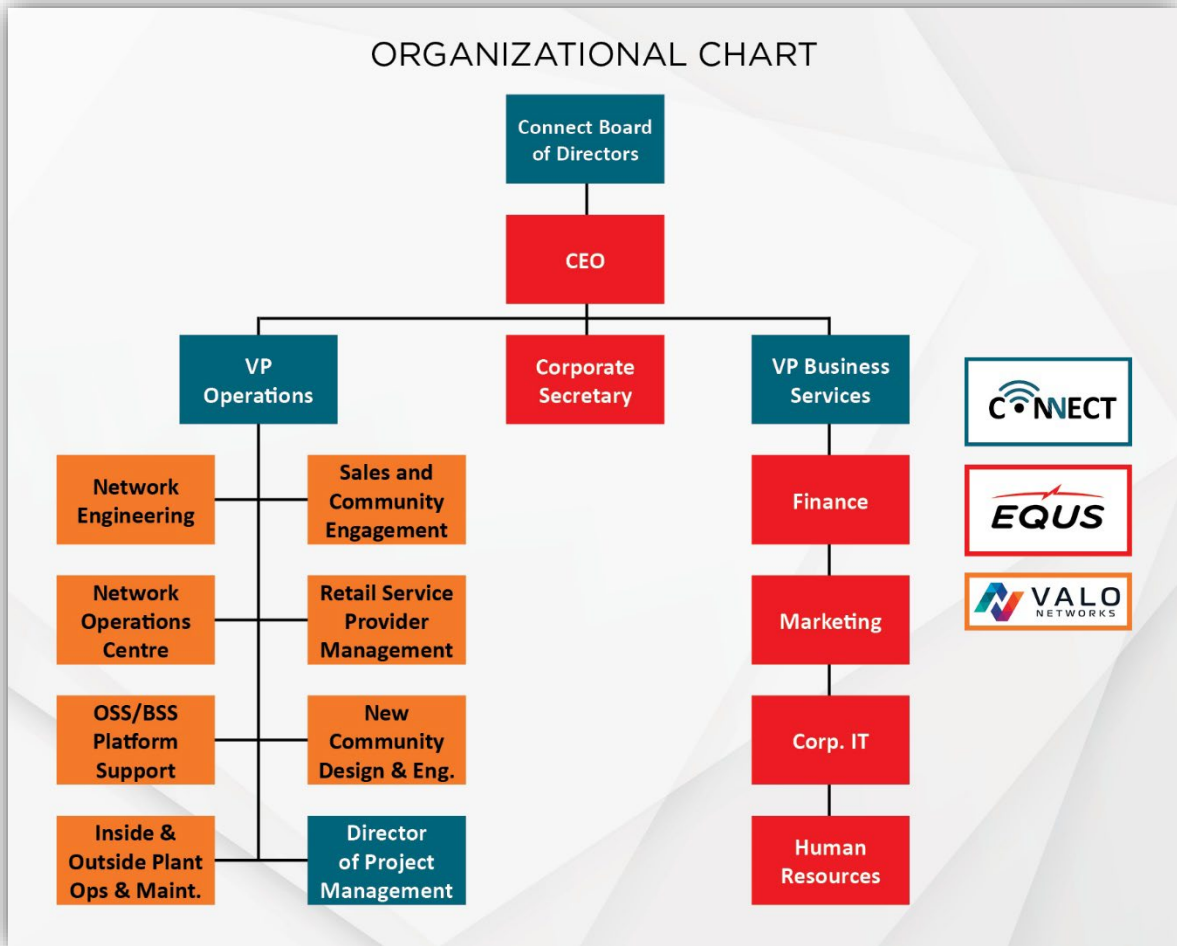 ORGANIZATIONAL CHART
Connect Board
of Directors
CEO
VP
Operations
Corporate
Secretary
VP Business
Services
Network
Engineering
Sales and
Community
Engagement
Network
Operations
Centre
Retail Service
Provider
Management
OSS/BSS
Platform
Support
New
Community
Design & Eng.
Inside &
Outside Plant
Ops & Maint.
Director
of Project
Management
Finance
Marketing
Corp. IT
Human
Resources
CONNECT
EQUS
VALO
NETWORKS